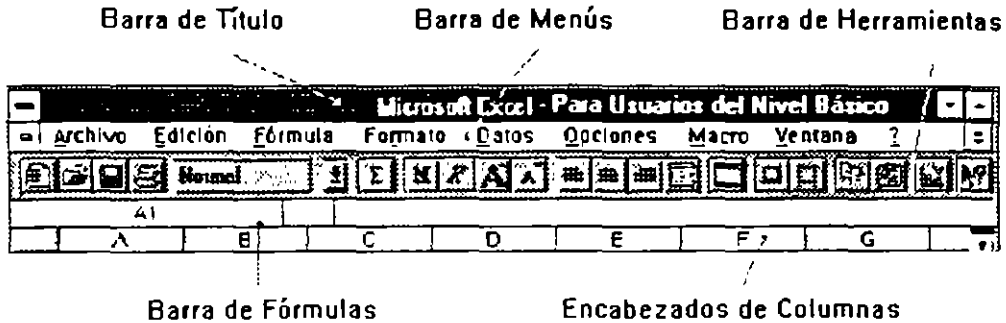 Barra de Título Barra de Menús Barra de Herramientas
Microsoft Excel - Para Usuarios del Nivel Básico
Archivo Edición Fórmula Formato Datos Opciones Macro Ventana ?
Normal Σ N K A A
A1
A B C D E F G
Barra de Fórmulas Encabezados de Columnas